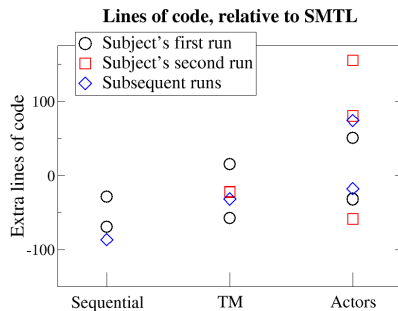 Lines of code, relative to SMTL
Subject's first run
Subject's second run
Subsequent runs
Extra lines of code
100
0
-100
Sequential
TM
Actors